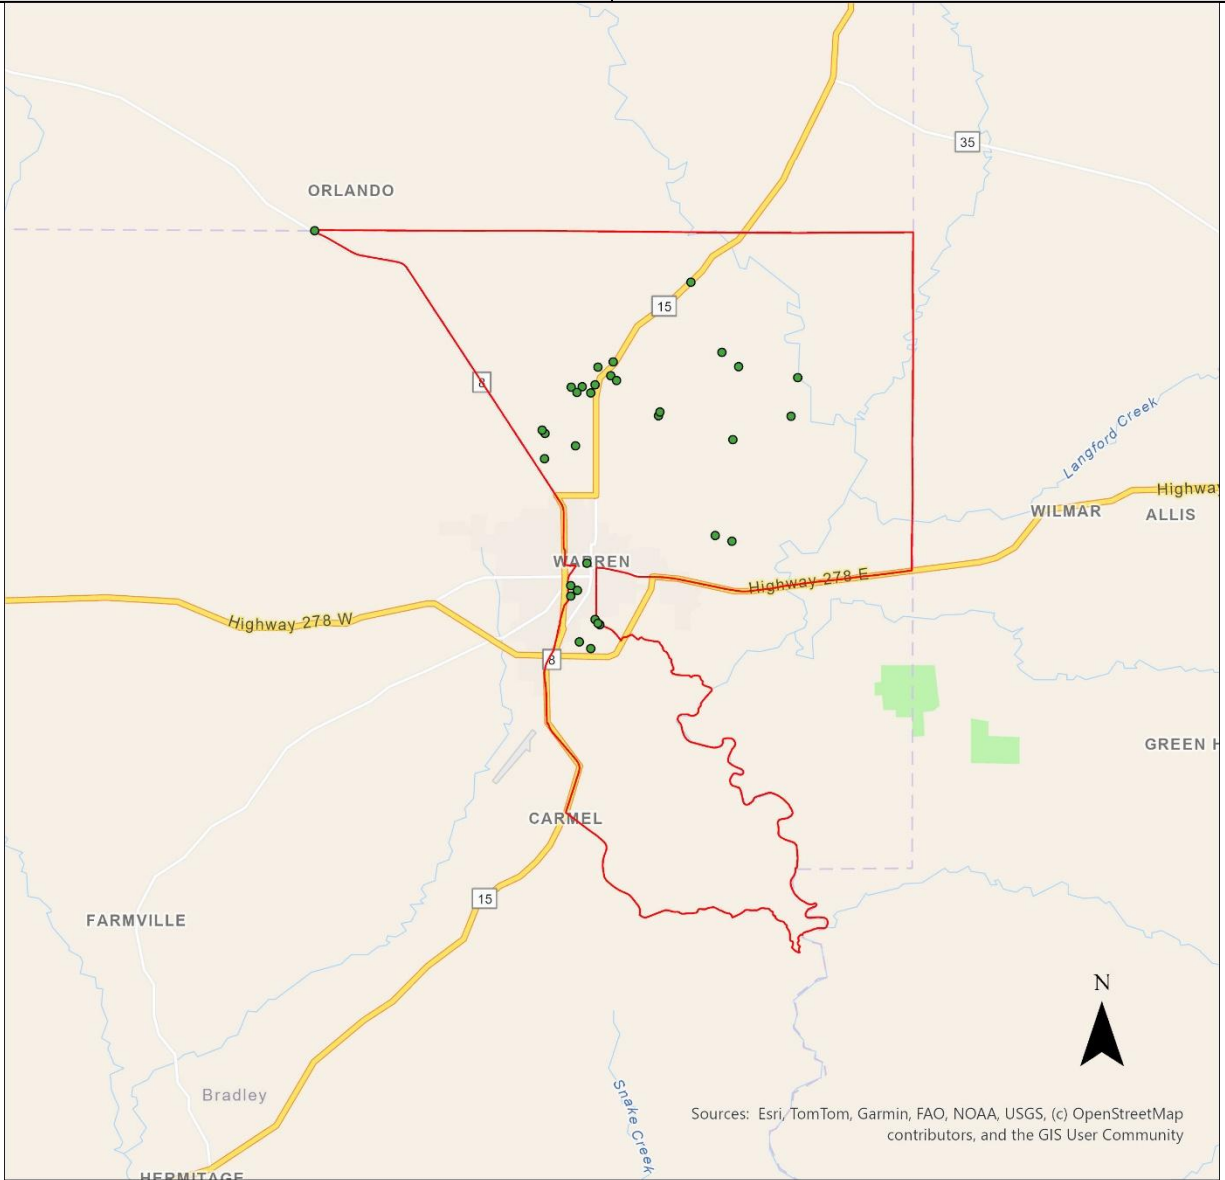 35
ORLANDO
15
8
Langford Creek
Highway
WILMAR
ALLIS
WARREN
Highway 278 E
Highway 278 W
8
GREEN H
CARMEL
15
FARMVILLE
N
Bradley
Snake Creek
Sources: Esri, TomTom, Garmin, FAO, NOAA, USGS, (c) OpenStreetMap
contributors, and the GIS User Community
HERMITAGE